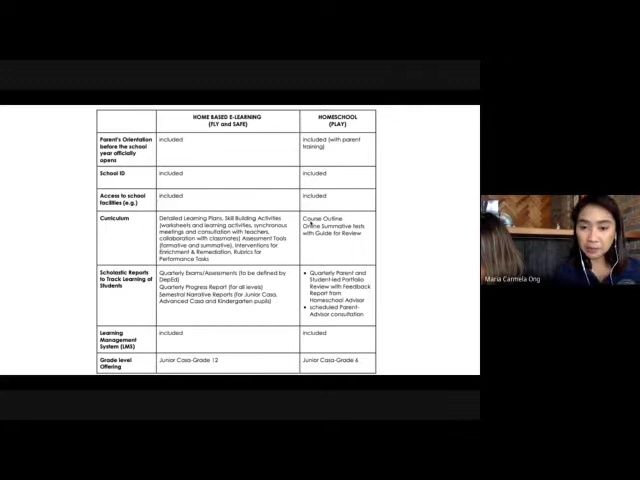 HOME BASED E-LEARNING
(FLY and SAFE)
HOMESCHOOL
(PLAY)
Parent's Orientation
before the school
year officially
opens
included
included (with parent
training)
School ID
included
included
Access to school
facilities (e.g.)
included
included
Curriculum
Detailed Learning Plans, Skill Building Activities
(worksheets and learning activities, synchronous
meetings and consultation with teachers,
collaboration with classmates) Assessment Tools
(formative and summative), Interventions for
Enrichment & Remediation, Rubrics for
Performance Tasks
Course Outline
Online Summative tests
with Guide for Review
Scholastic Reports
to Track Learning of
Students
Quarterly Exams/Assessments (to be defined by
DepEd)
Quarterly Progress Report (for all levels)
Semestral Narrative Reports (for Junior Casa,
Advanced Casa and Kindergarten pupils)
• Quarterly Parent and
Student-led Portfolio
Review with Feedback
Report from
Homeschool Advisor
• scheduled Parent-
Advisor consultation
Learning
Management
System (LMS)
included
included
Grade level
Offering
Junior Casa-Grade 12
Junior Casa-Grade 6
Maria Carmela Ong